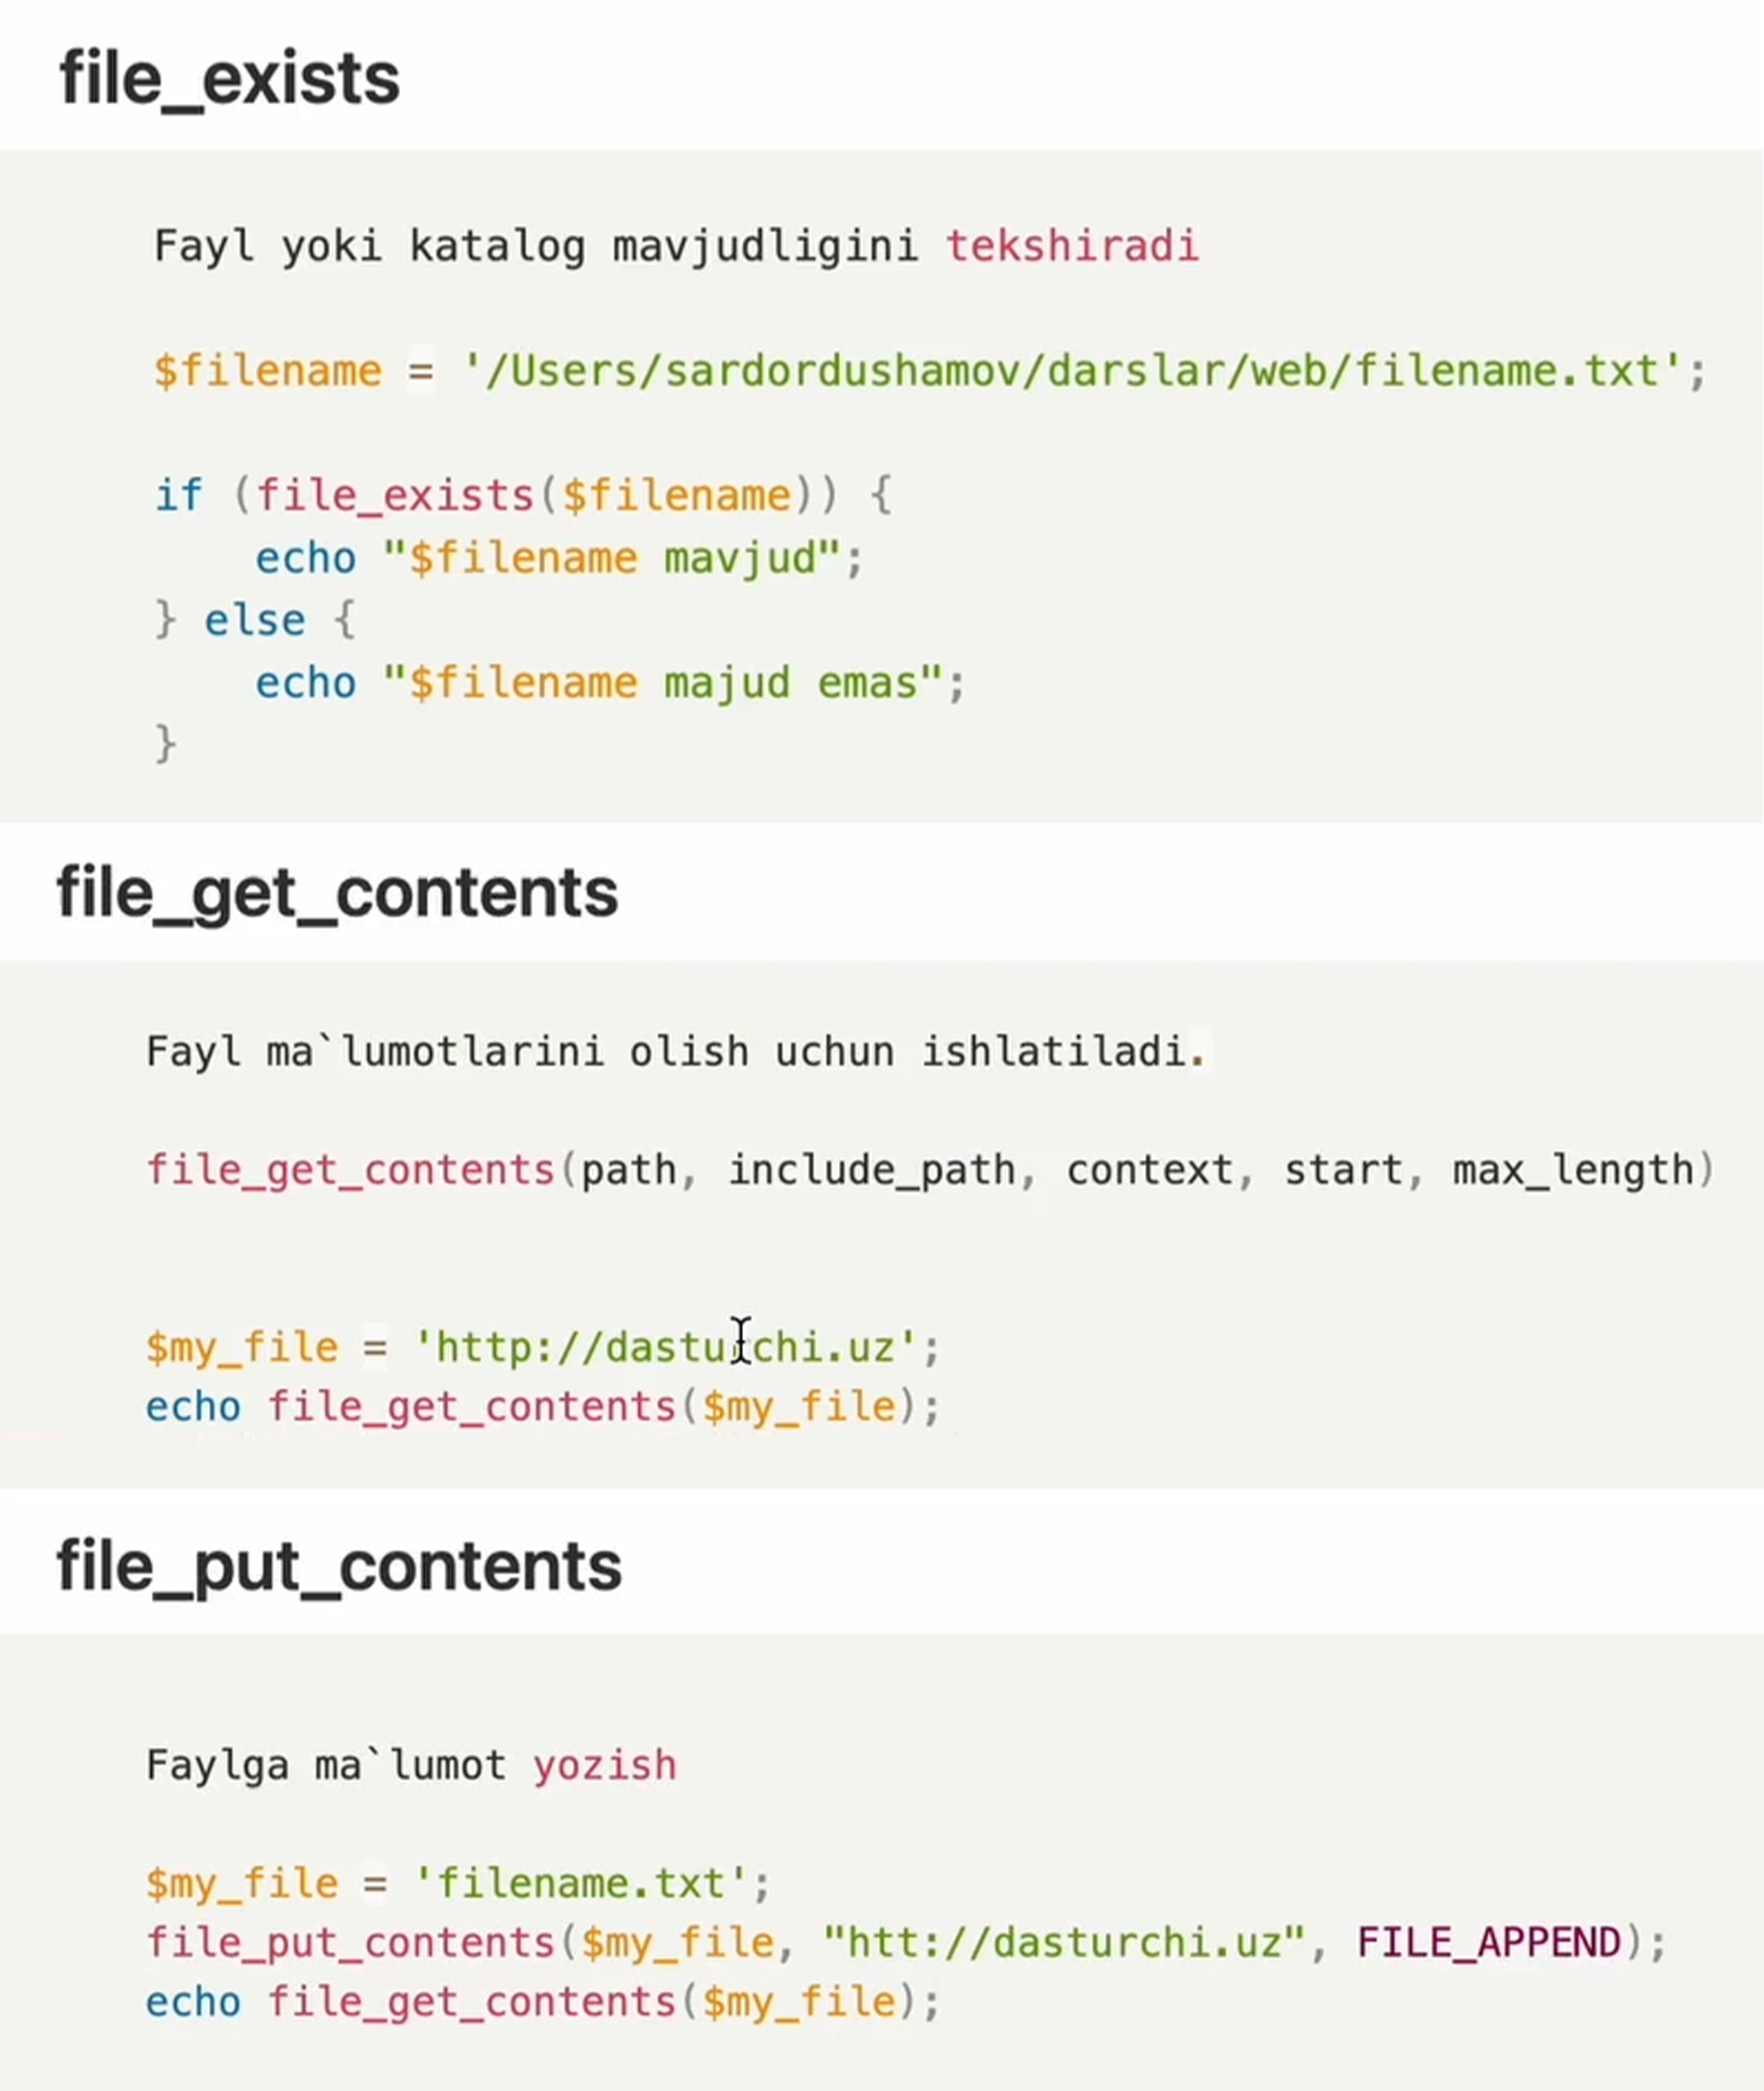 file_exists
Fayl yoki katalog mavjudligini tekshiradi
$filename = '/Users/sardordushamov/darslar/web/filename.txt';
if (file_exists($filename)) {
    echo "$filename mavjud";
} else {
    echo "$filename majud emas";
}
file_get_contents
Fayl ma`lumotlarini olish uchun ishlatiladi.
file_get_contents(path, include_path, context, start, max_length)
$my_file = 'http://dasturchi.uz';
echo file_get_contents($my_file);
file_put_contents
Faylga ma`lumot yozish
$my_file = 'filename.txt';
file_put_contents($my_file, "htt://dasturchi.uz", FILE_APPEND);
echo file_get_contents($my_file);